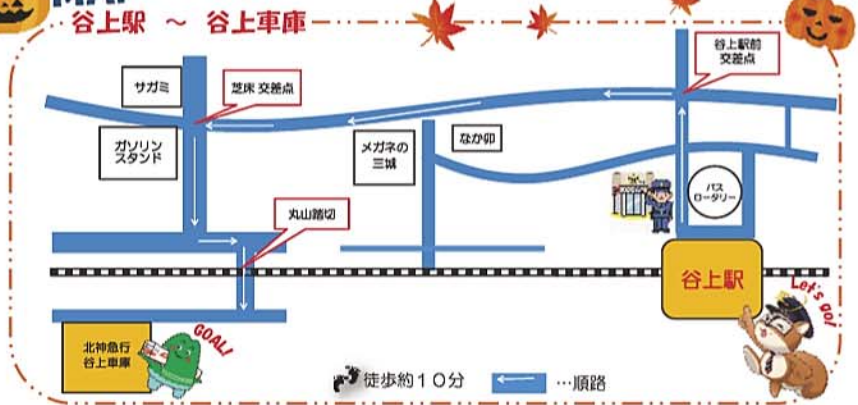 MAP
谷上駅 ～ 谷上車庫
サガミ
芝床 交差点
谷上駅前
交差点
ガソリン
スタンド
メガネの
三城
なか卯
バス
ロータリー
丸山踏切
谷上駅
Let's go!
北神急行
谷上車庫
GOAL!
徒歩約10分
…順路